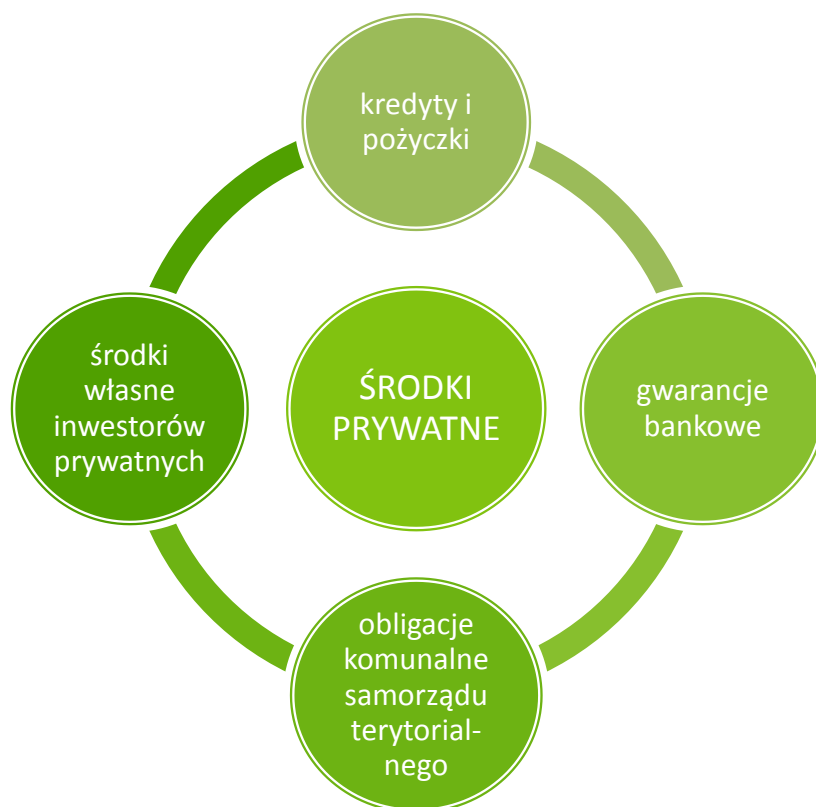 kredyty i
pożyczki
środki
własne
inwestorów
prywatnych
ŚRODKI
PRYWATNE
gwarancje
bankowe
obligacje
komunalne
samorządu
terytorial-
nego